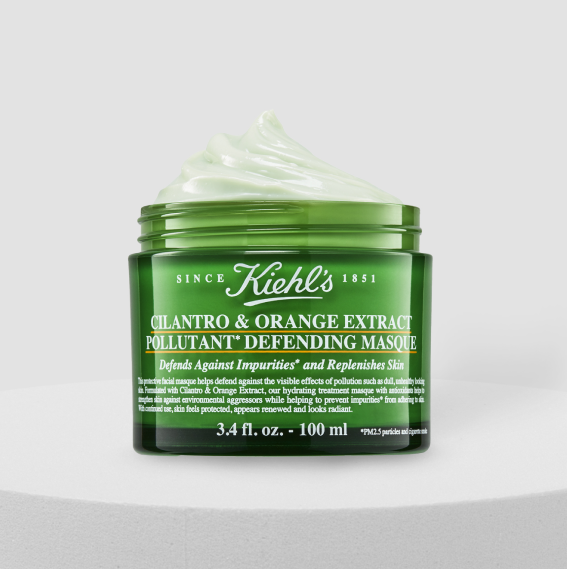 SINCE Kiehl's 1851
CILANTRO & ORANGE EXTRACT
POLLUTANT* DEFENDING MASQUE
Defends Against Impurities* and Replenishes Skin
This protective facial masque helps defend against the visible effects of pollution such as dull, unhealthy looking
skin. Formulated with Cilantro & Orange Extract, our hydrating treatment masque with antioxidants helps to
strengthen skin against environmental aggressors while helping to prevent impurities* from adhering to skin.
With continued use, skin feels protected, appears renewed and looks radiant.
3.4 fl. oz. - 100 ml
*PM2.5 particles and cigarette smoke